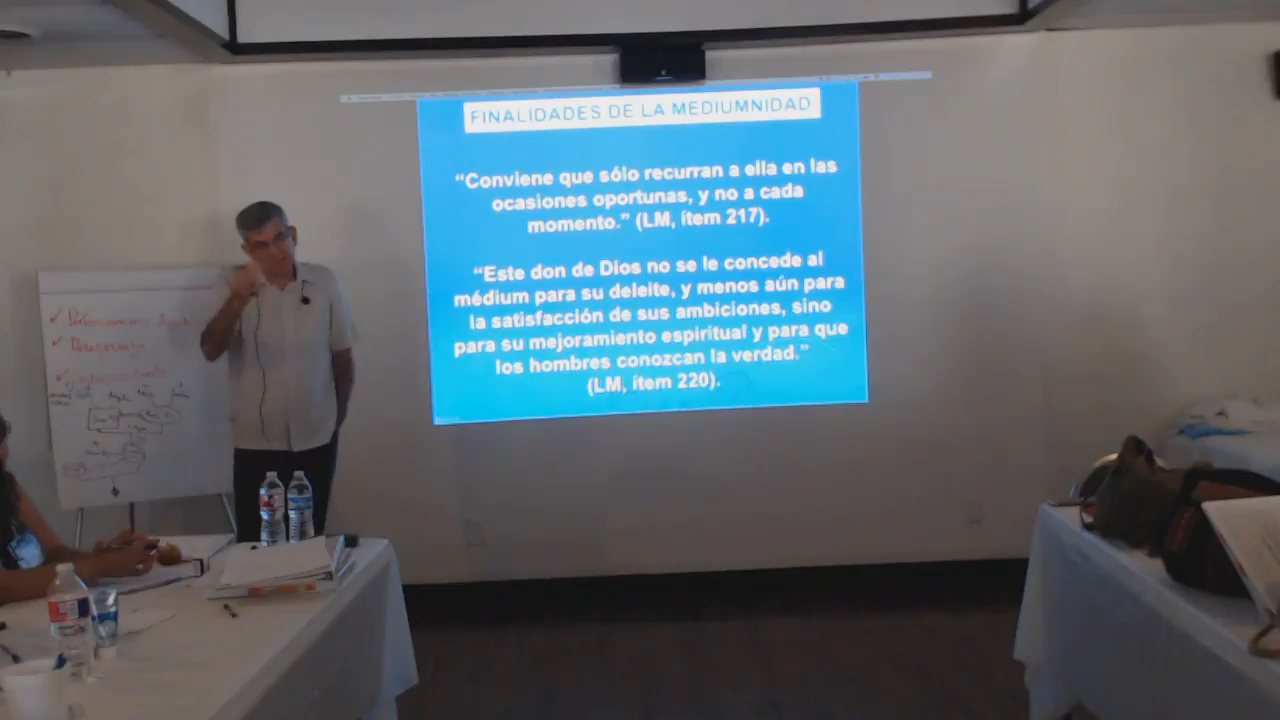 FINALIDADES DE LA MEDIUMNIDAD
“Conviene que sólo recurran a ella en las
ocasiones oportunas, y no a cada
momento.” (LM, ítem 217).
“Este don de Dios no se le concede al
médium para su deleite, y menos aún para
la satisfacción de sus ambiciones, sino
para su mejoramiento espiritual y para que
los hombres conozcan la verdad.”
(LM, ítem 220).